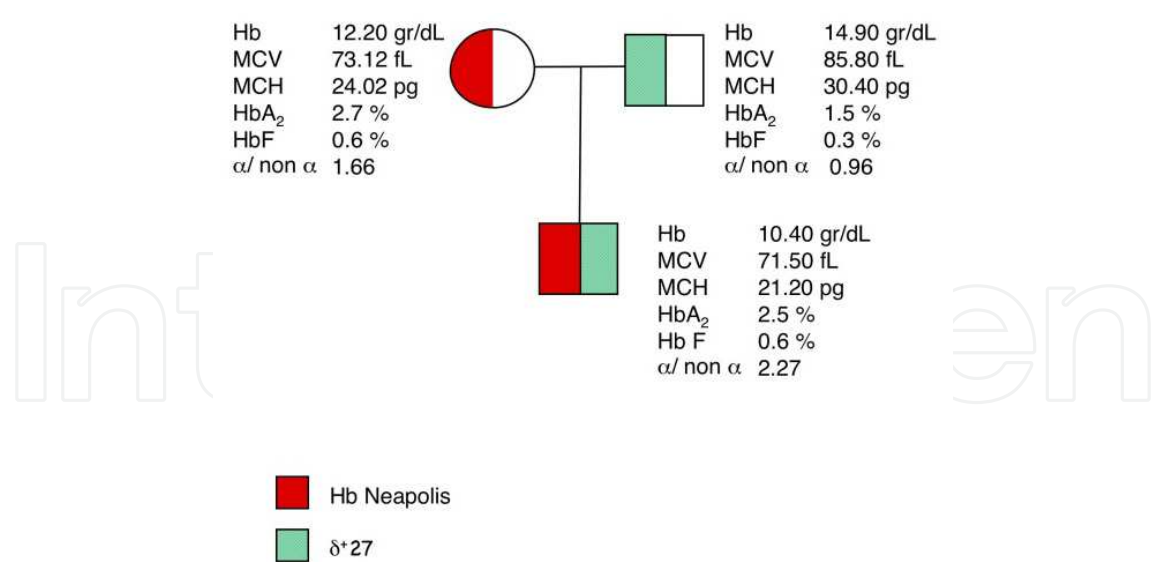 Hb 12.20 gr/dL
MCV 73.12 fL
MCH 24.02 pg
HbA2 2.7 %
HbF 0.6 %
α/ non α 1.66
Hb 14.90 gr/dL
MCV 85.80 fL
MCH 30.40 pg
HbA2 1.5 %
HbF 0.3 %
α/ non α 0.96
Hb 10.40 gr/dL
MCV 71.50 fL
MCH 21.20 pg
HbA2 2.5 %
Hb F 0.6 %
α/ non α 2.27
Hb Neapolis
δ+27